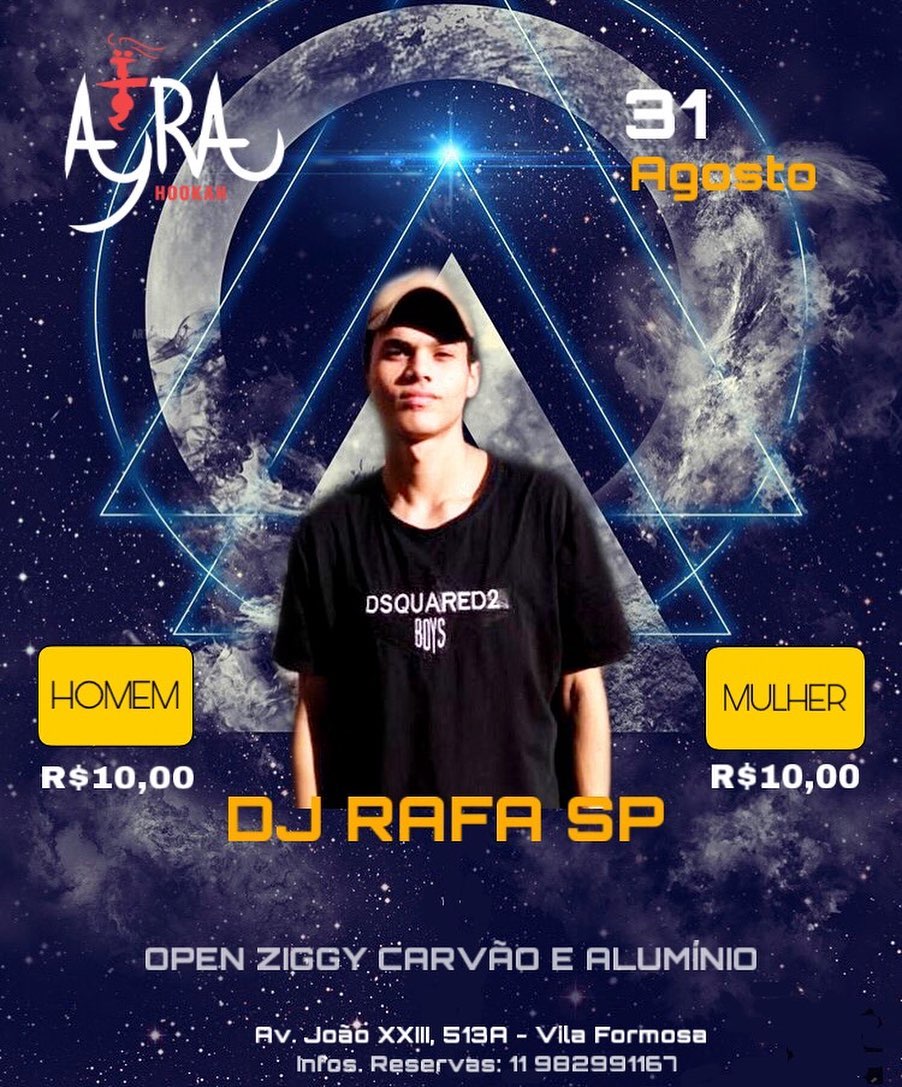 AYRA
HOOKAH
31
Agosto
DSQUARED2
BOYS
HOMEM
MULHER
R$10,00
R$10,00
DJ RAFA SP
OPEN ZIGGY CARVÃO E ALUMÍNIO
Av. João XXIII, 513A - Vila Formosa
Infos. Reservas: 11 982991167